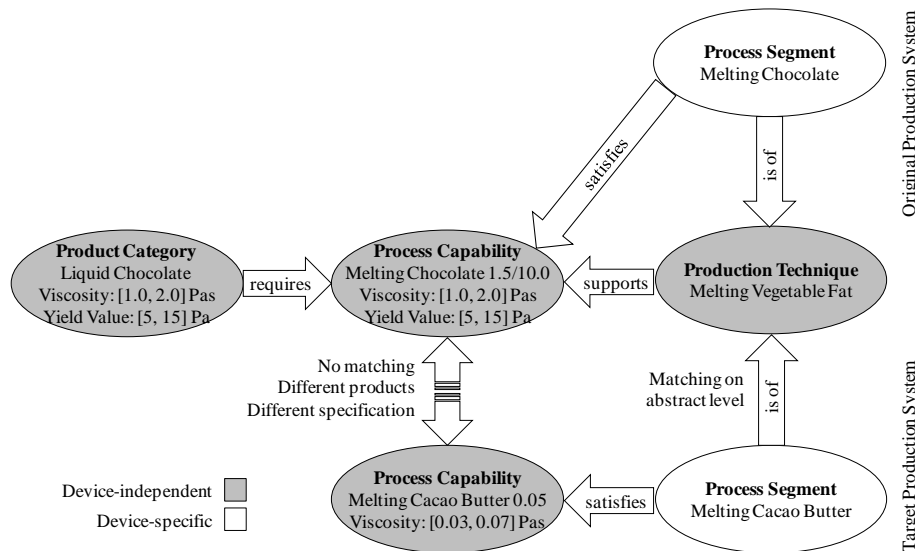 Process Segment
Melting Chocolate
Original Production System
satisfies
is of
Product Category
Liquid Chocolate
Viscosity: [1.0, 2.0] Pas
Yield Value: [5, 15] Pa
requires
Process Capability
Melting Chocolate 1.5/10.0
Viscosity: [1.0, 2.0] Pas
Yield Value: [5, 15] Pa
supports
Production Technique
Melting Vegetable Fat
No matching
Different products
Different specification
Matching on
abstract level
is of
Process Capability
Melting Cacao Butter 0.05
Viscosity: [0.03, 0.07] Pas
satisfies
Process Segment
Melting Cacao Butter
Target Production System
Device-independent
Device-specific